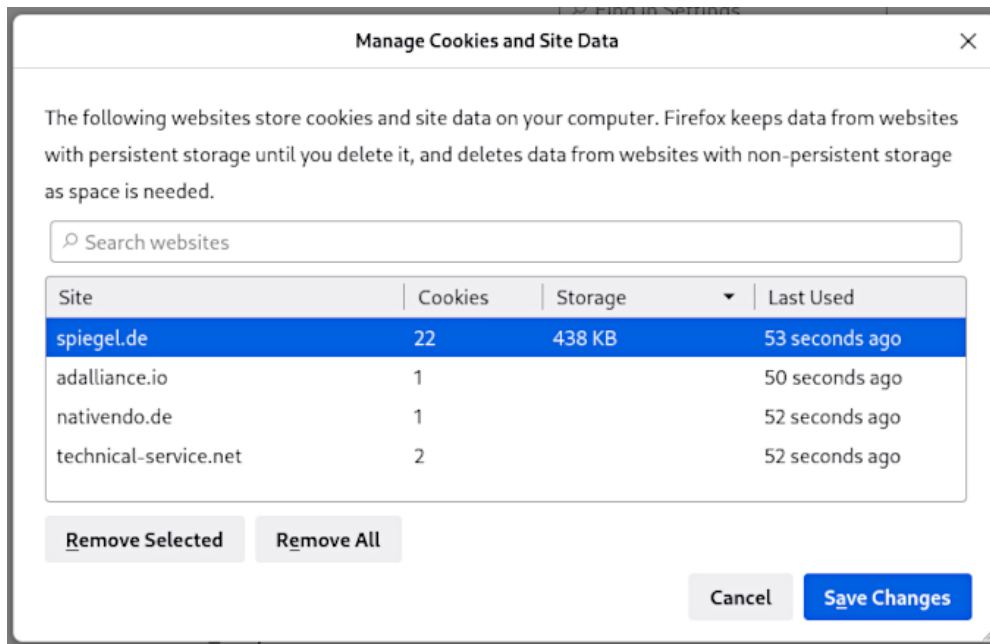 Find in Settings
Manage Cookies and Site Data
The following websites store cookies and site data on your computer. Firefox keeps data from websites
with persistent storage until you delete it, and deletes data from websites with non-persistent storage
as space is needed.
Search websites
Site Cookies Storage Last Used
spiegel.de 22 438 KB 53 seconds ago
adalliance.io 1 50 seconds ago
nativendo.de 1 52 seconds ago
technical-service.net 2 52 seconds ago
Remove Selected Remove All
Cancel Save Changes